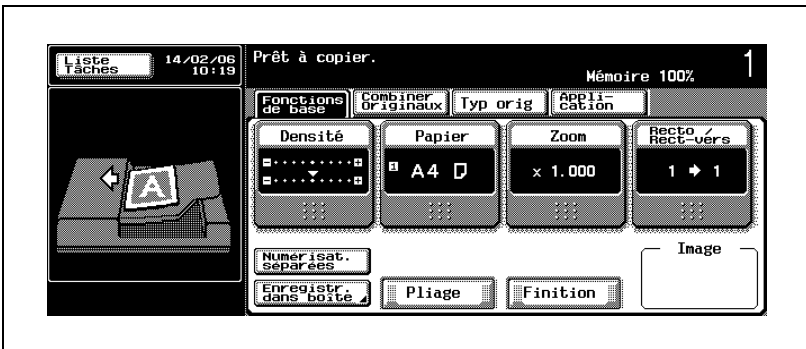 Liste
Tâches
14/02/06
10:19
Prêt à copier.
Mémoire 100%
1
Fonctions
de base
Combiner
Originaux
Typ orig
Appli-
cation
Densité
Papier
Zoom
Recto /
Rect-vers
1 A4
× 1.000
1 ➔ 1
A
Numérisat.
séparées
Enregistr.
dans boîte
Pliage
Finition
Image